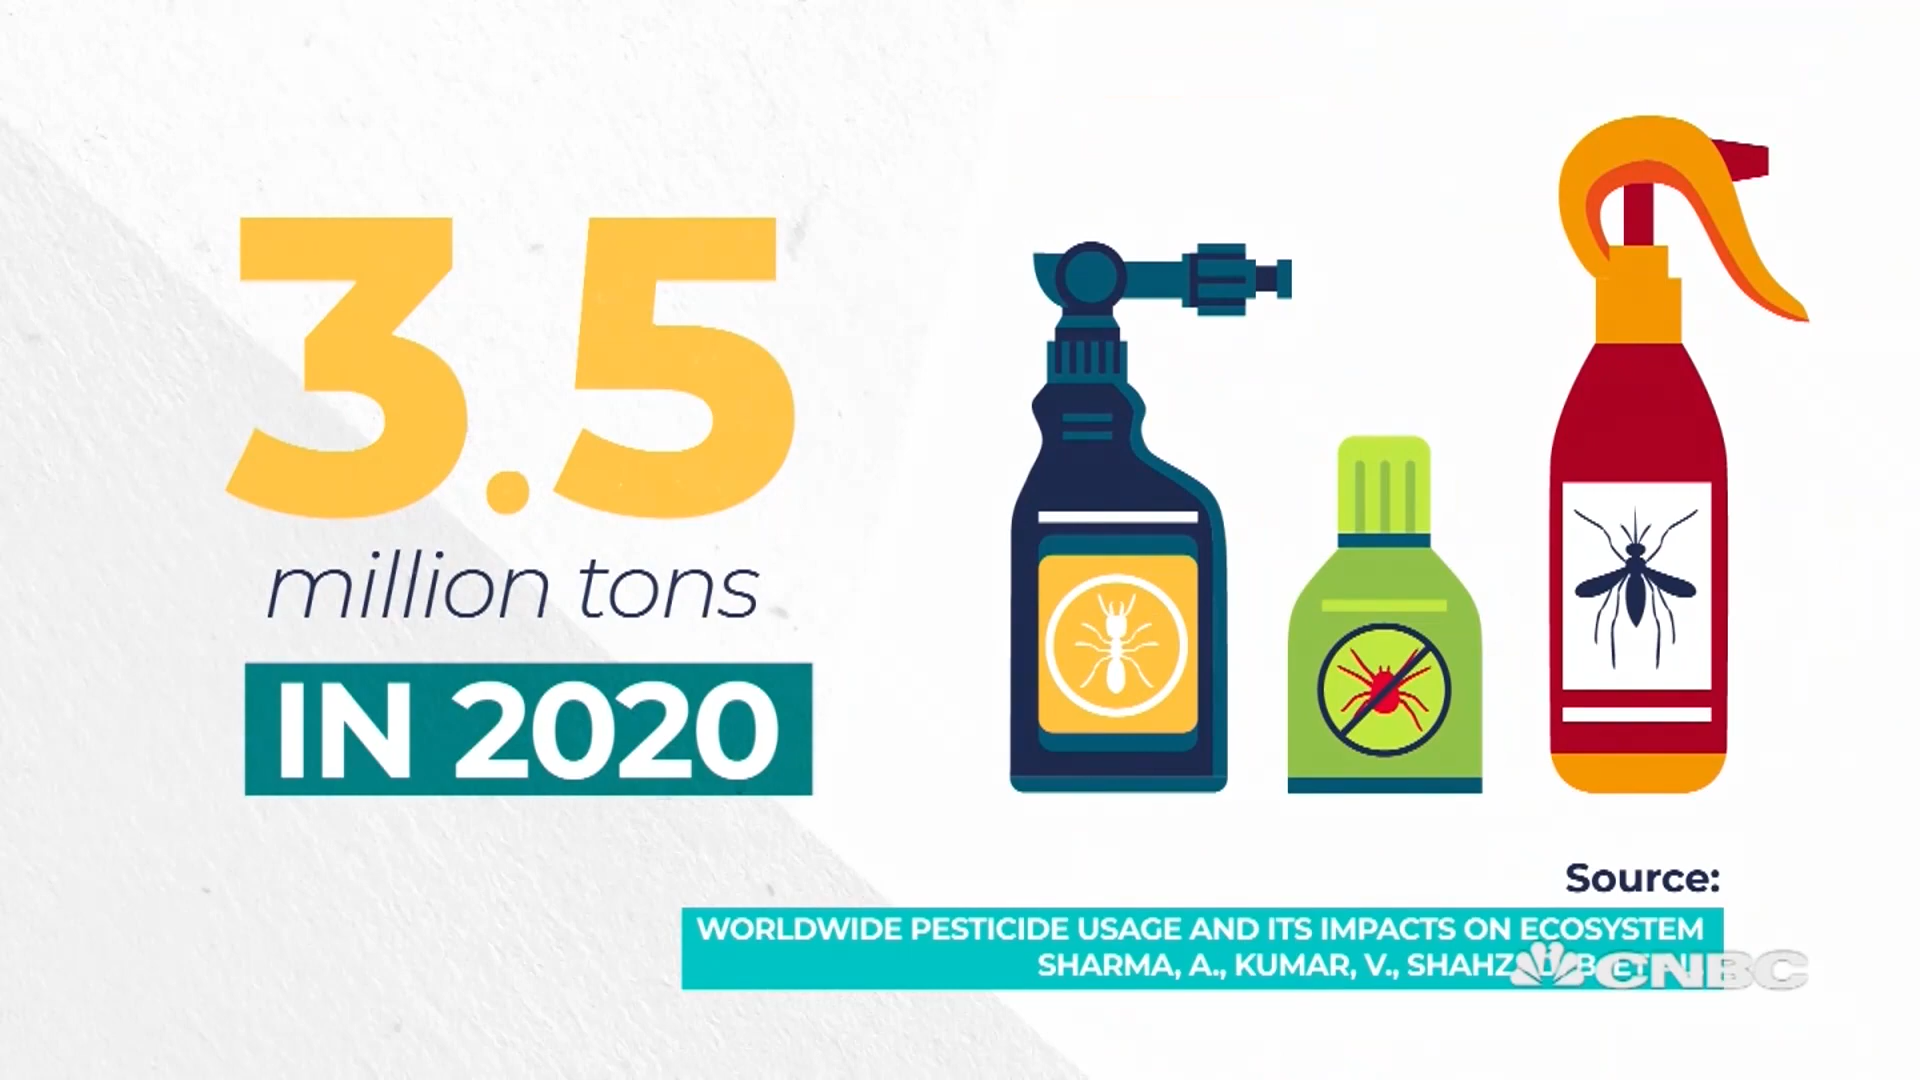 3.5
million tons
IN 2020
Source:
WORLDWIDE PESTICIDE USAGE AND ITS IMPACTS ON ECOSYSTEM
SHARMA, A., KUMAR, V.,
CNBC